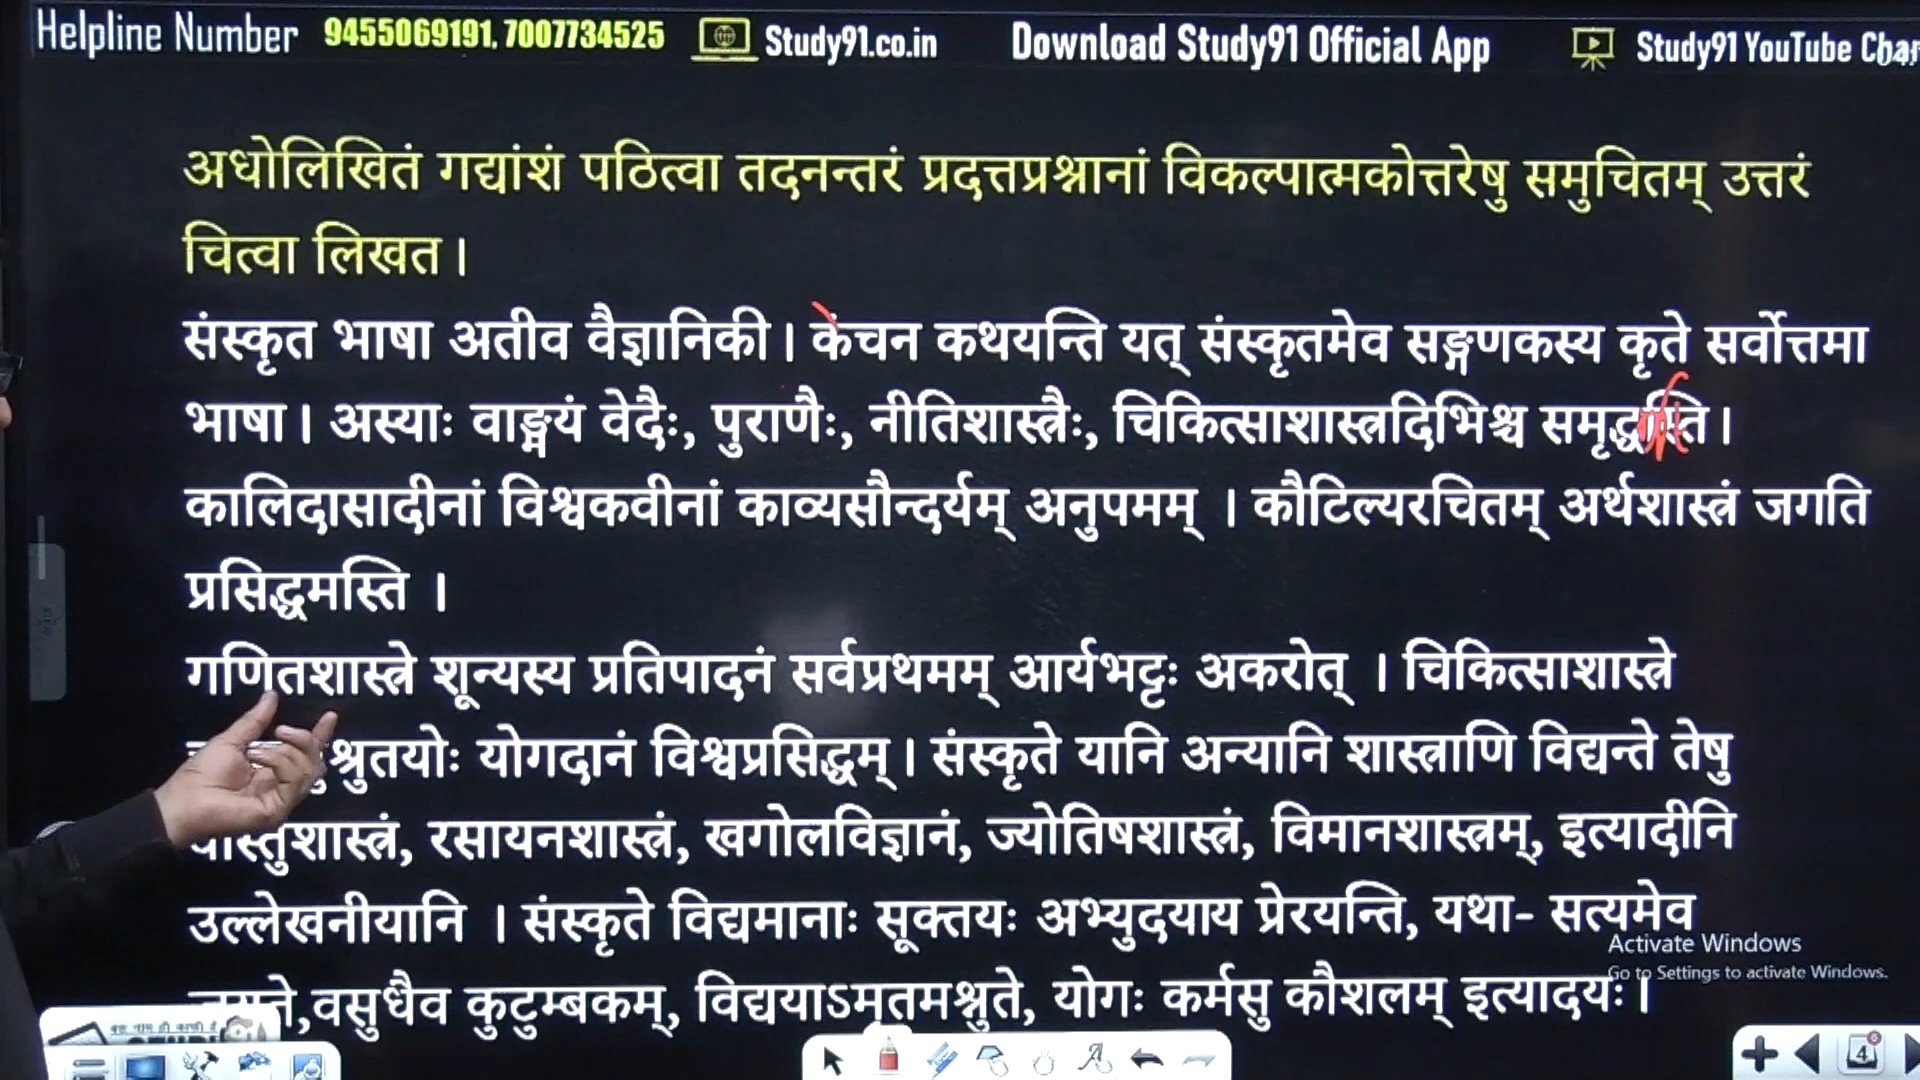 Helpline Number 9455069191, 7007734525 Study91.co.in Download Study91 Official App Study91 YouTube
अधोलिखितं गद्यांशं पठित्वा तदनन्तरं प्रदत्तप्रश्नानां विकल्पात्मकोत्तरेषु समुचितम् उत्तरं
चित्वा लिखत ।
संस्कृत भाषा अतीव वैज्ञानिकी । केचन कथयन्ति यत् संस्कृतमेव सङ्गणकस्य कृते सर्वोत्तमा
भाषा । अस्याः वाङ्मयं वेदैः, पुराणैः, नीतिशास्त्रैः, चिकित्साशास्त्रदिभिश्च ।
कालिदासादीनां विश्वकवीनां काव्यसौन्दर्यम् अनुपमम् । कौटिल्यरचितम् अर्थशास्त्रं जगति
प्रसिद्धमस्ति ।
गणितशास्त्रे शून्यस्य प्रतिपादनं सर्वप्रथमम् आर्यभट्टः अकरोत् । चिकित्साशास्त्रे
योगदानं विश्वप्रसिद्धम् । संस्कृते यानि अन्यानि शास्त्राणि विद्यन्ते तेषु
वास्तुशास्त्रं, रसायनशास्त्रं, खगोलविज्ञानं, ज्योतिषशास्त्रं, विमानशास्त्रम्, इत्यादीनि
उल्लेखनीयानि । संस्कृते विद्यमानाः सूक्तयः अभ्युदयाय प्रेरयन्ति, यथा- सत्यमेव
Activate Windows
Go to Settings to activate Windows.
वसुधैव कुटुम्बकम्, विद्ययाऽमृतमश्नुते, योगः कर्मसु कौशलम् इत्यादयः ।
4